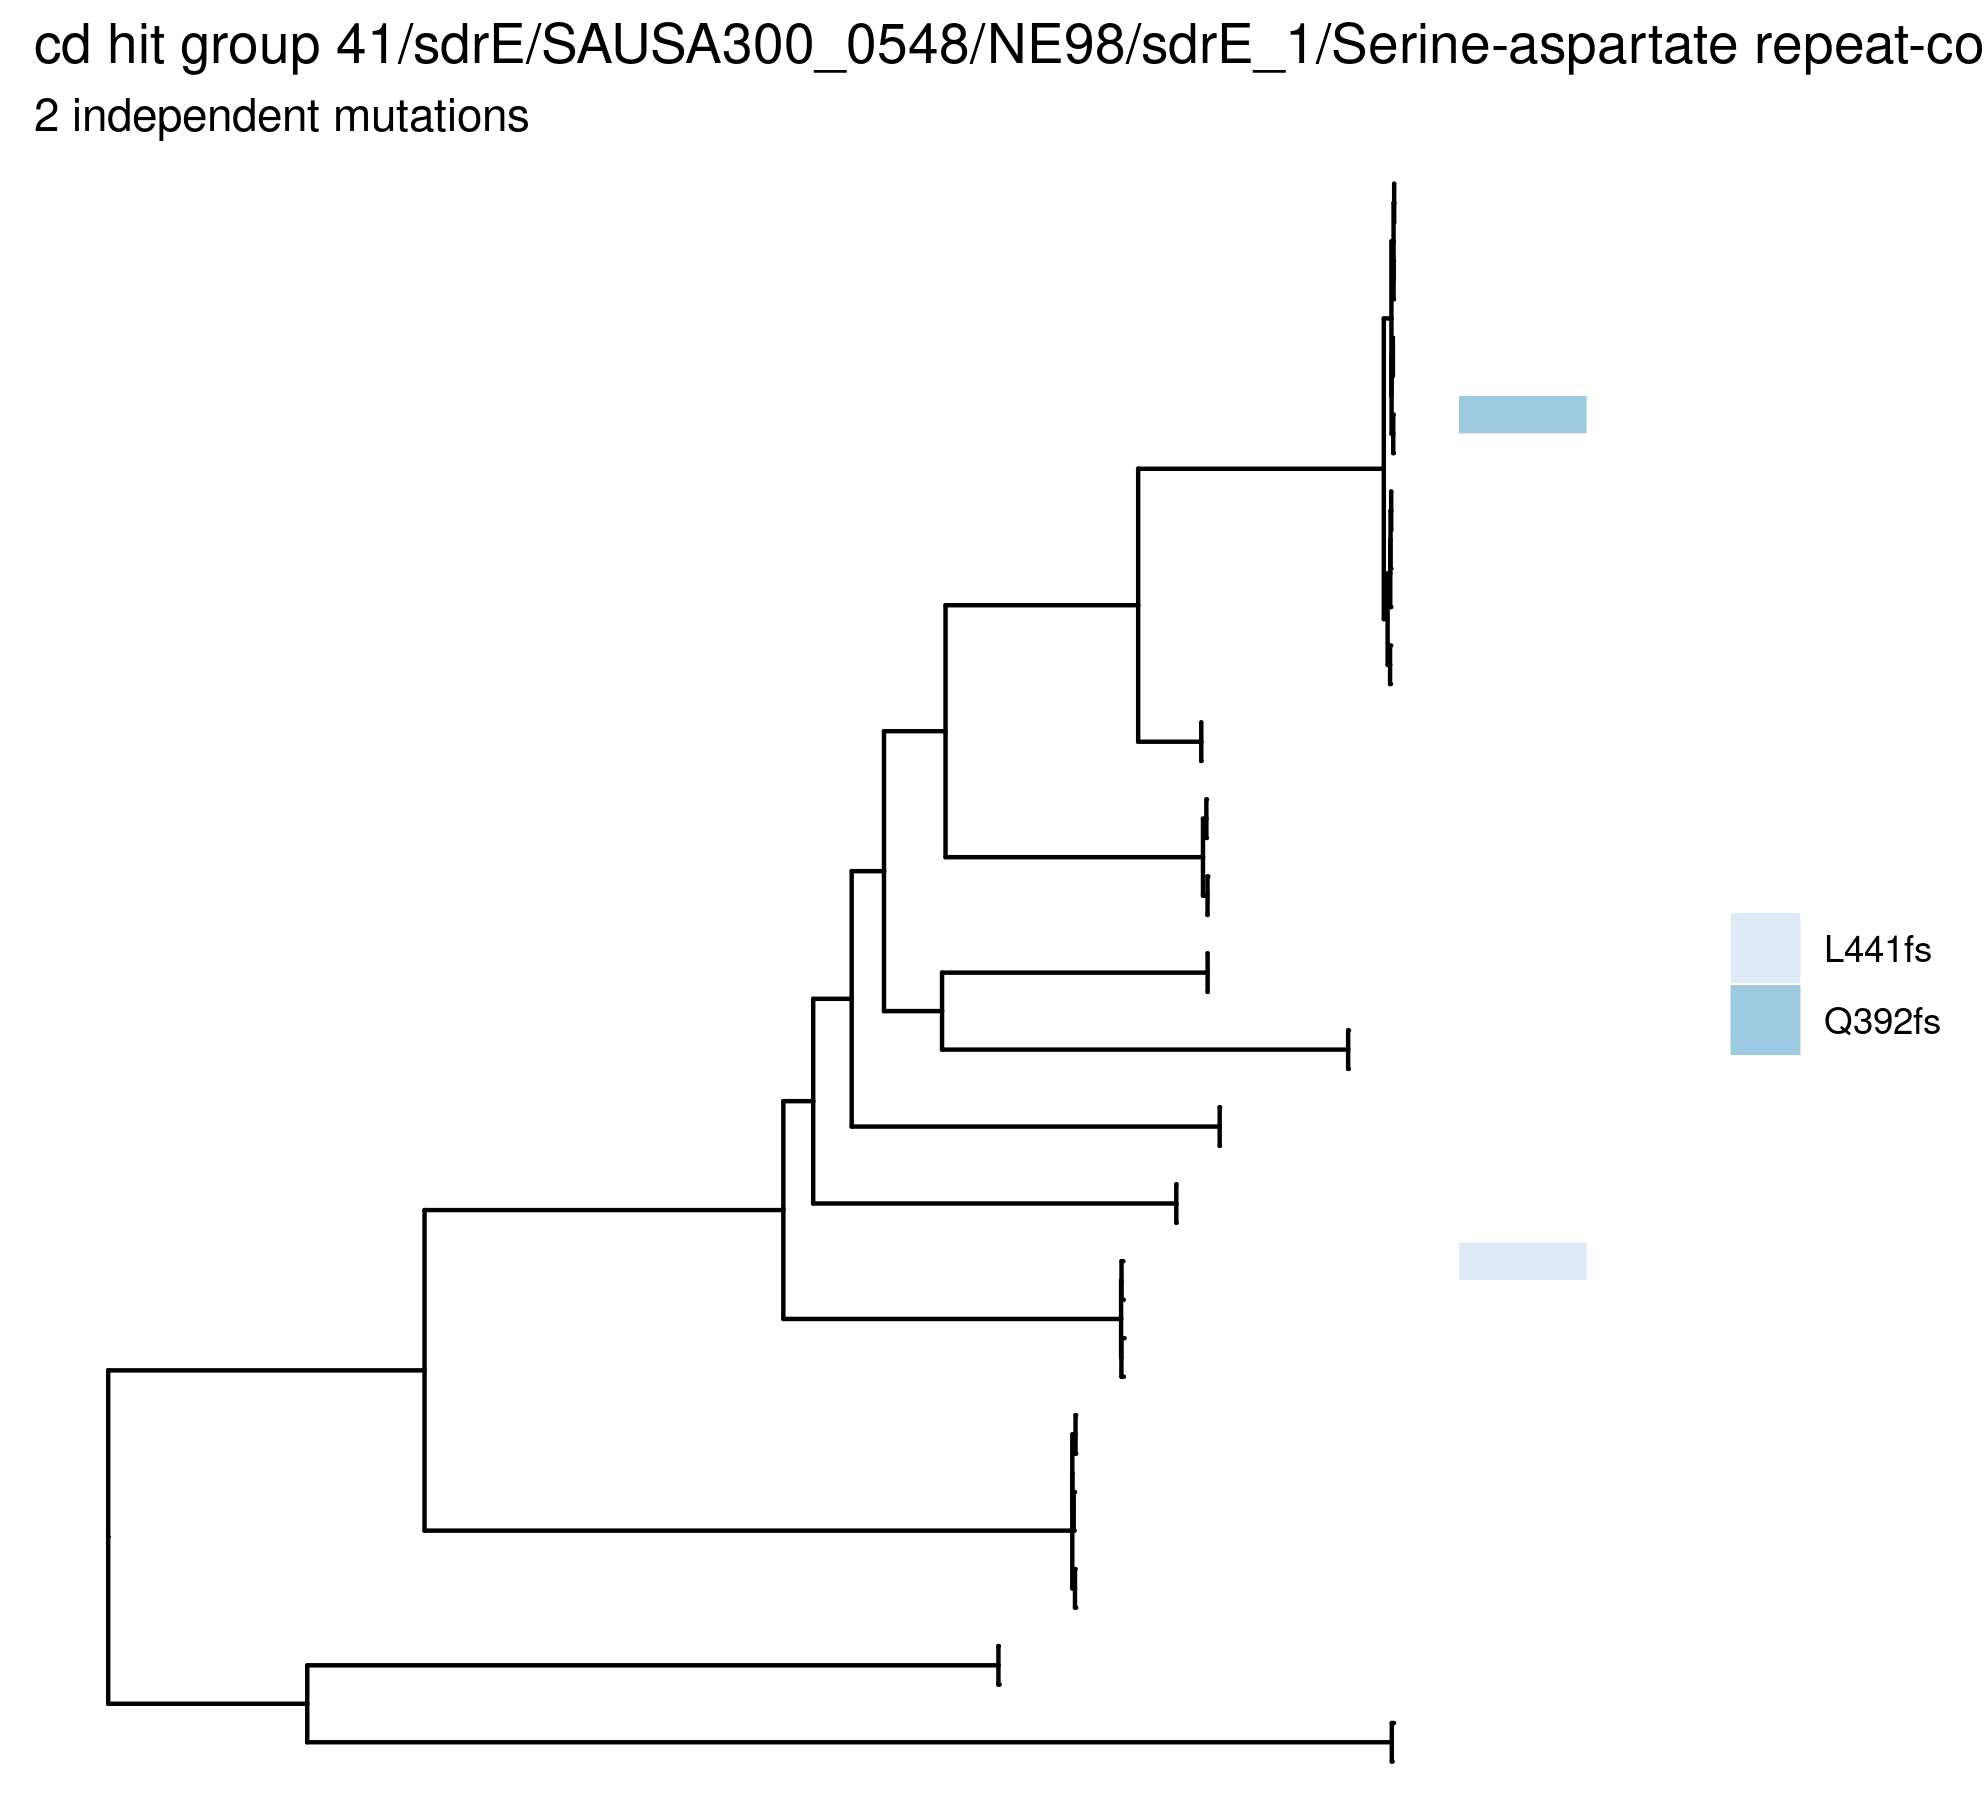 cd hit group 41/sdrE/SAUSA300_0548/NE98/sdrE_1/Serine-aspartate repeat-co
2 independent mutations
L441fs
Q392fs